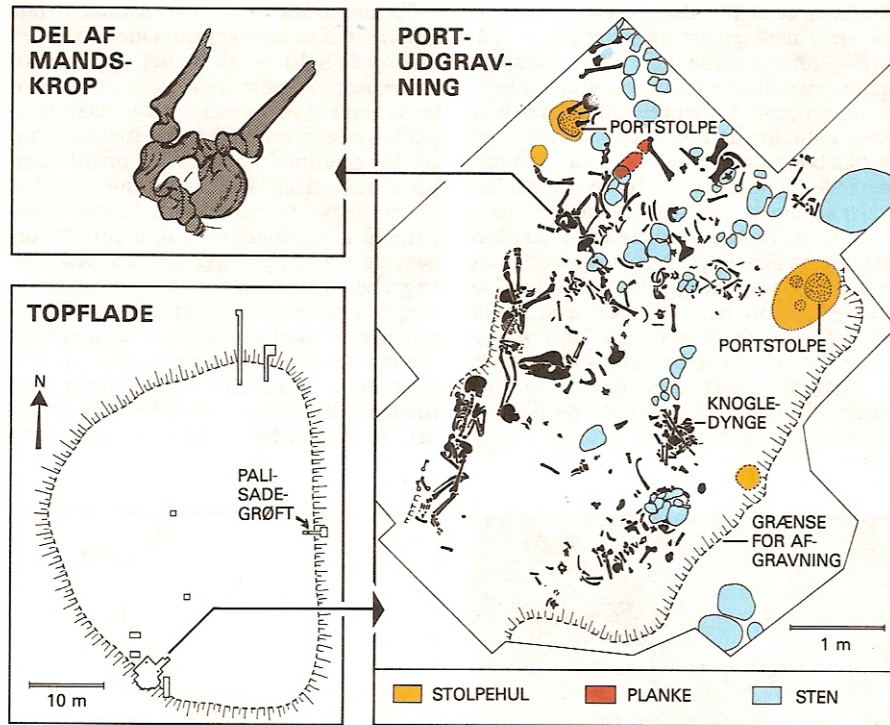 DEL AF
MANDS-
KROP
PORT-
UDGRAV-
NING
PORTSTOLPE
PORTSTOLPE
KNOGLE-
DYNGE
GRÆNSE
FOR AF-
GRAVNING
1 m
TOPFLADE
N
PALI-
SADE-
GRØFT
10 m
STOLPEHUL
PLANKE
STEN